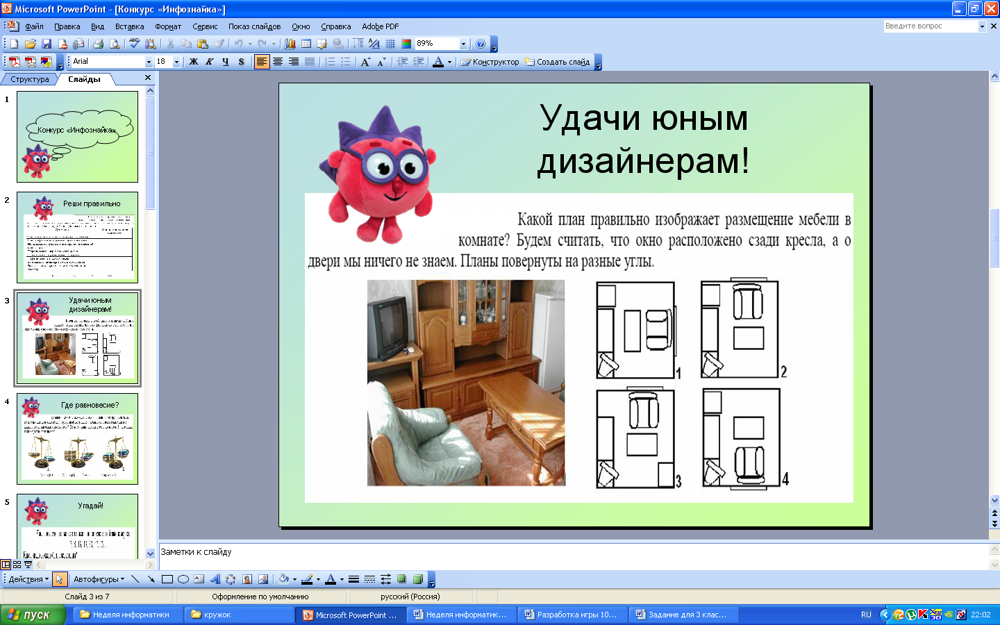 Microsoft PowerPoint - [Конкурс «Инфознайка»]
Файл Правка Вид Вставка Формат Сервис Показ слайдов Окно Справка Adobe PDF
Введите вопрос
89%
Arial 18 Ж К Ч S Конструктор Создать слайд
Структура Слайды
1
Конкурс «Инфознайка»
2
Реши правильно
3
Удачи юным
дизайнерам!
4
Где равновесие?
5
Угадай!
Удачи юным
дизайнерам!
Какой план правильно изображает размещение мебели в
комнате? Будем считать, что окно расположено сзади кресла, а о
двери мы ничего не знаем. Планы повернуты на разные углы.
1
2
3
4
Заметки к слайду
Действия Автофигуры
Слайд 3 из 7 Оформление по умолчанию русский (Россия)
пуск Неделя информатики кружок Microsoft PowerPoint ... Неделя информатик... Разработка игры 10... Задание для 3 клас... RU 22:02